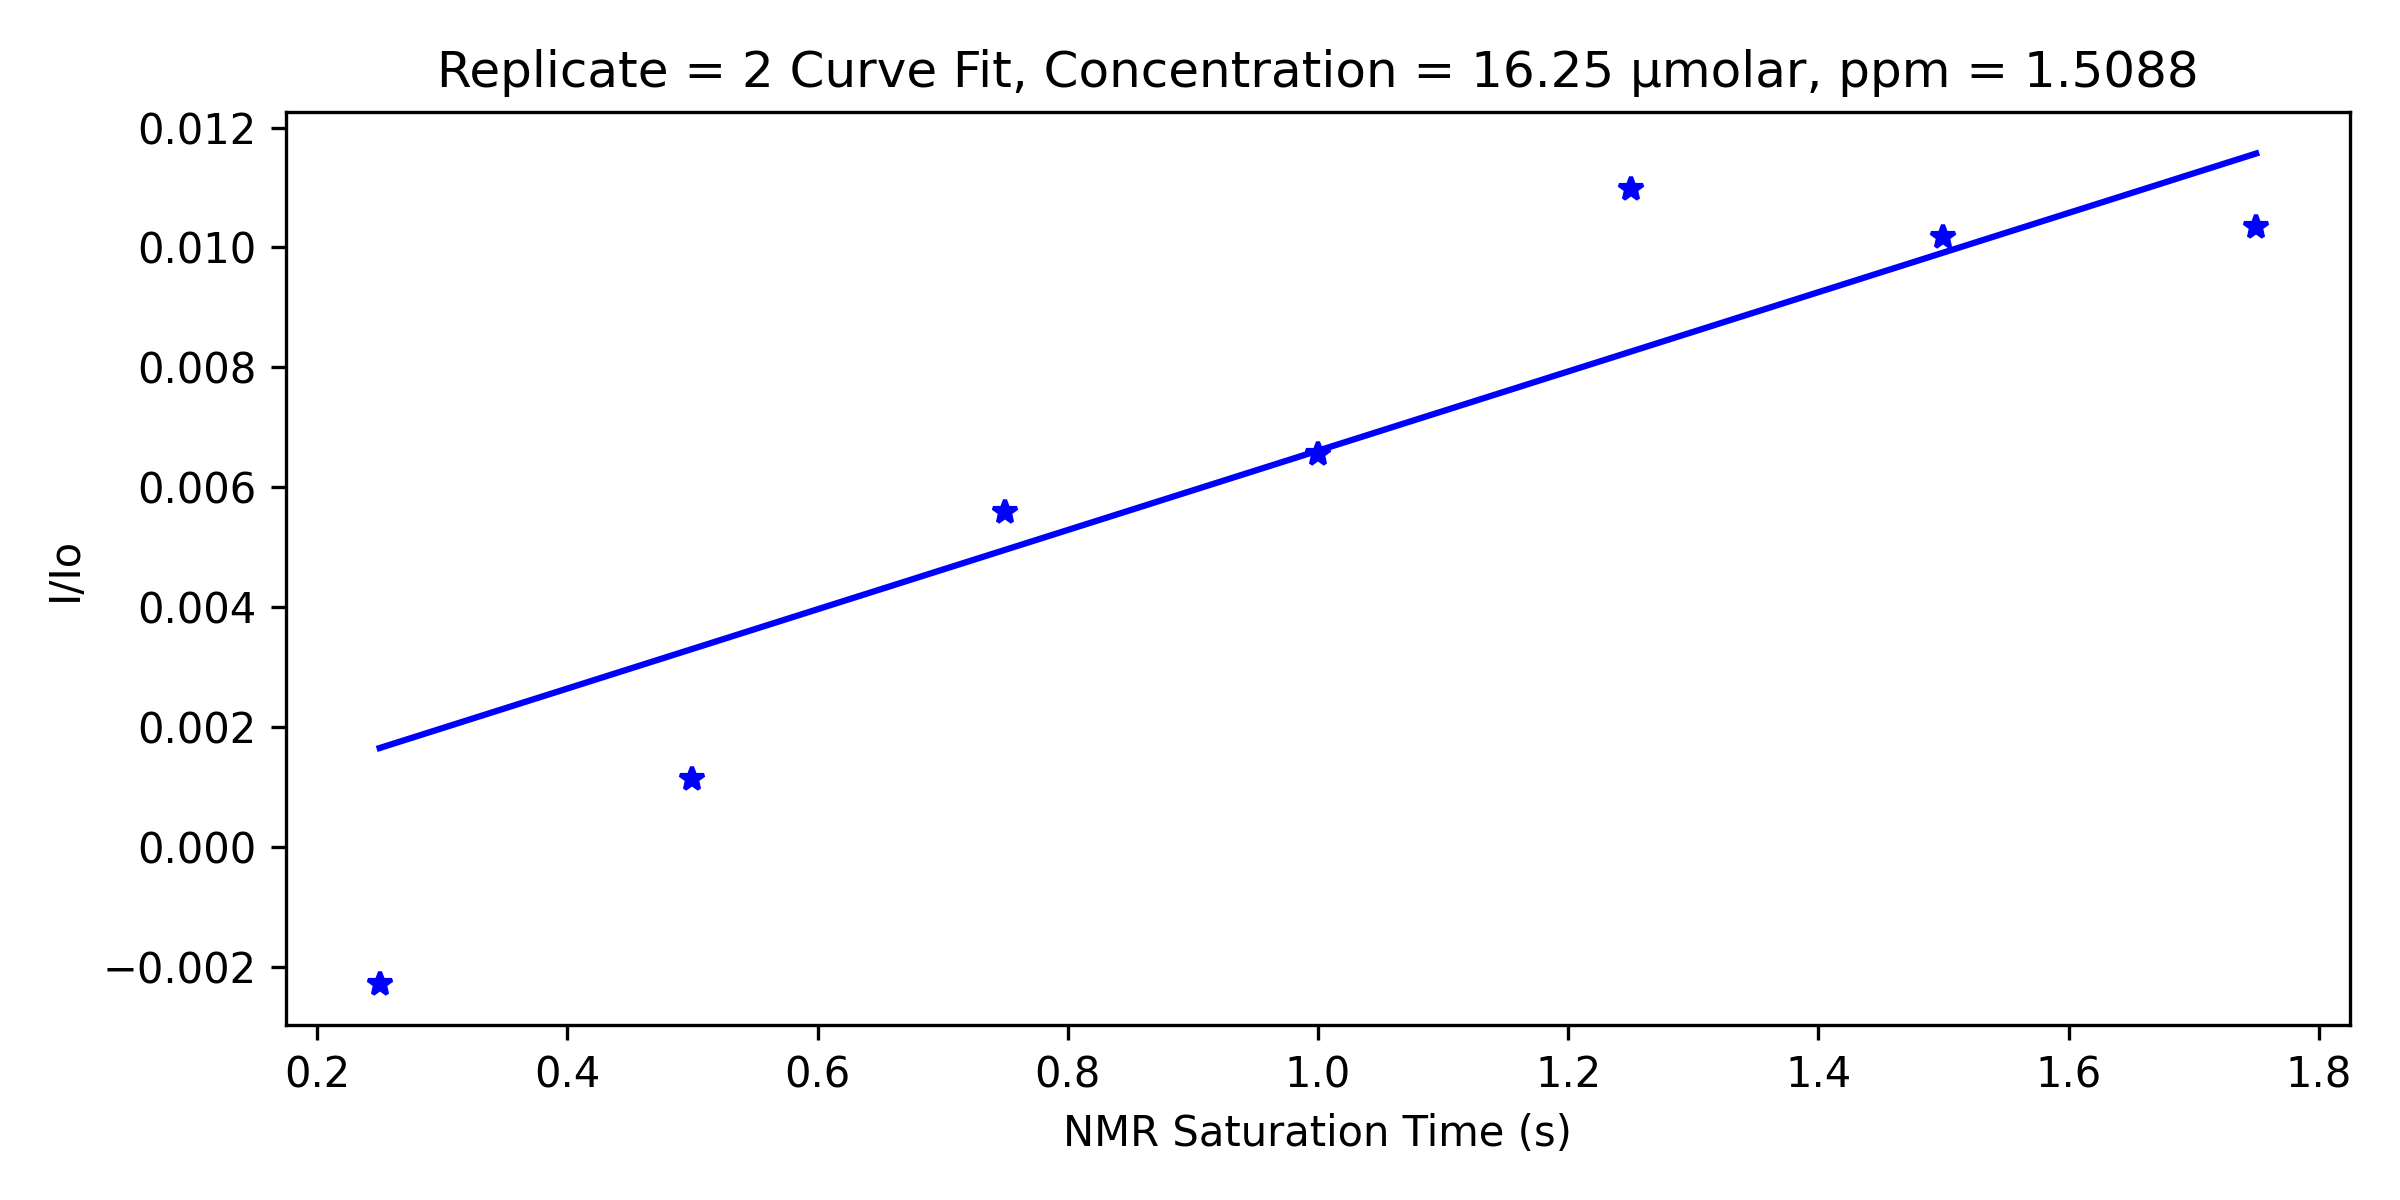 Replicate = 2 Curve Fit, Concentration = 16.25 µmolar, ppm = 1.5088
0.012
0.010
0.008
0.006
0.004
0.002
0.000
−0.002
I/Io
0.2 0.4 0.6 0.8 1.0 1.2 1.4 1.6 1.8
NMR Saturation Time (s)